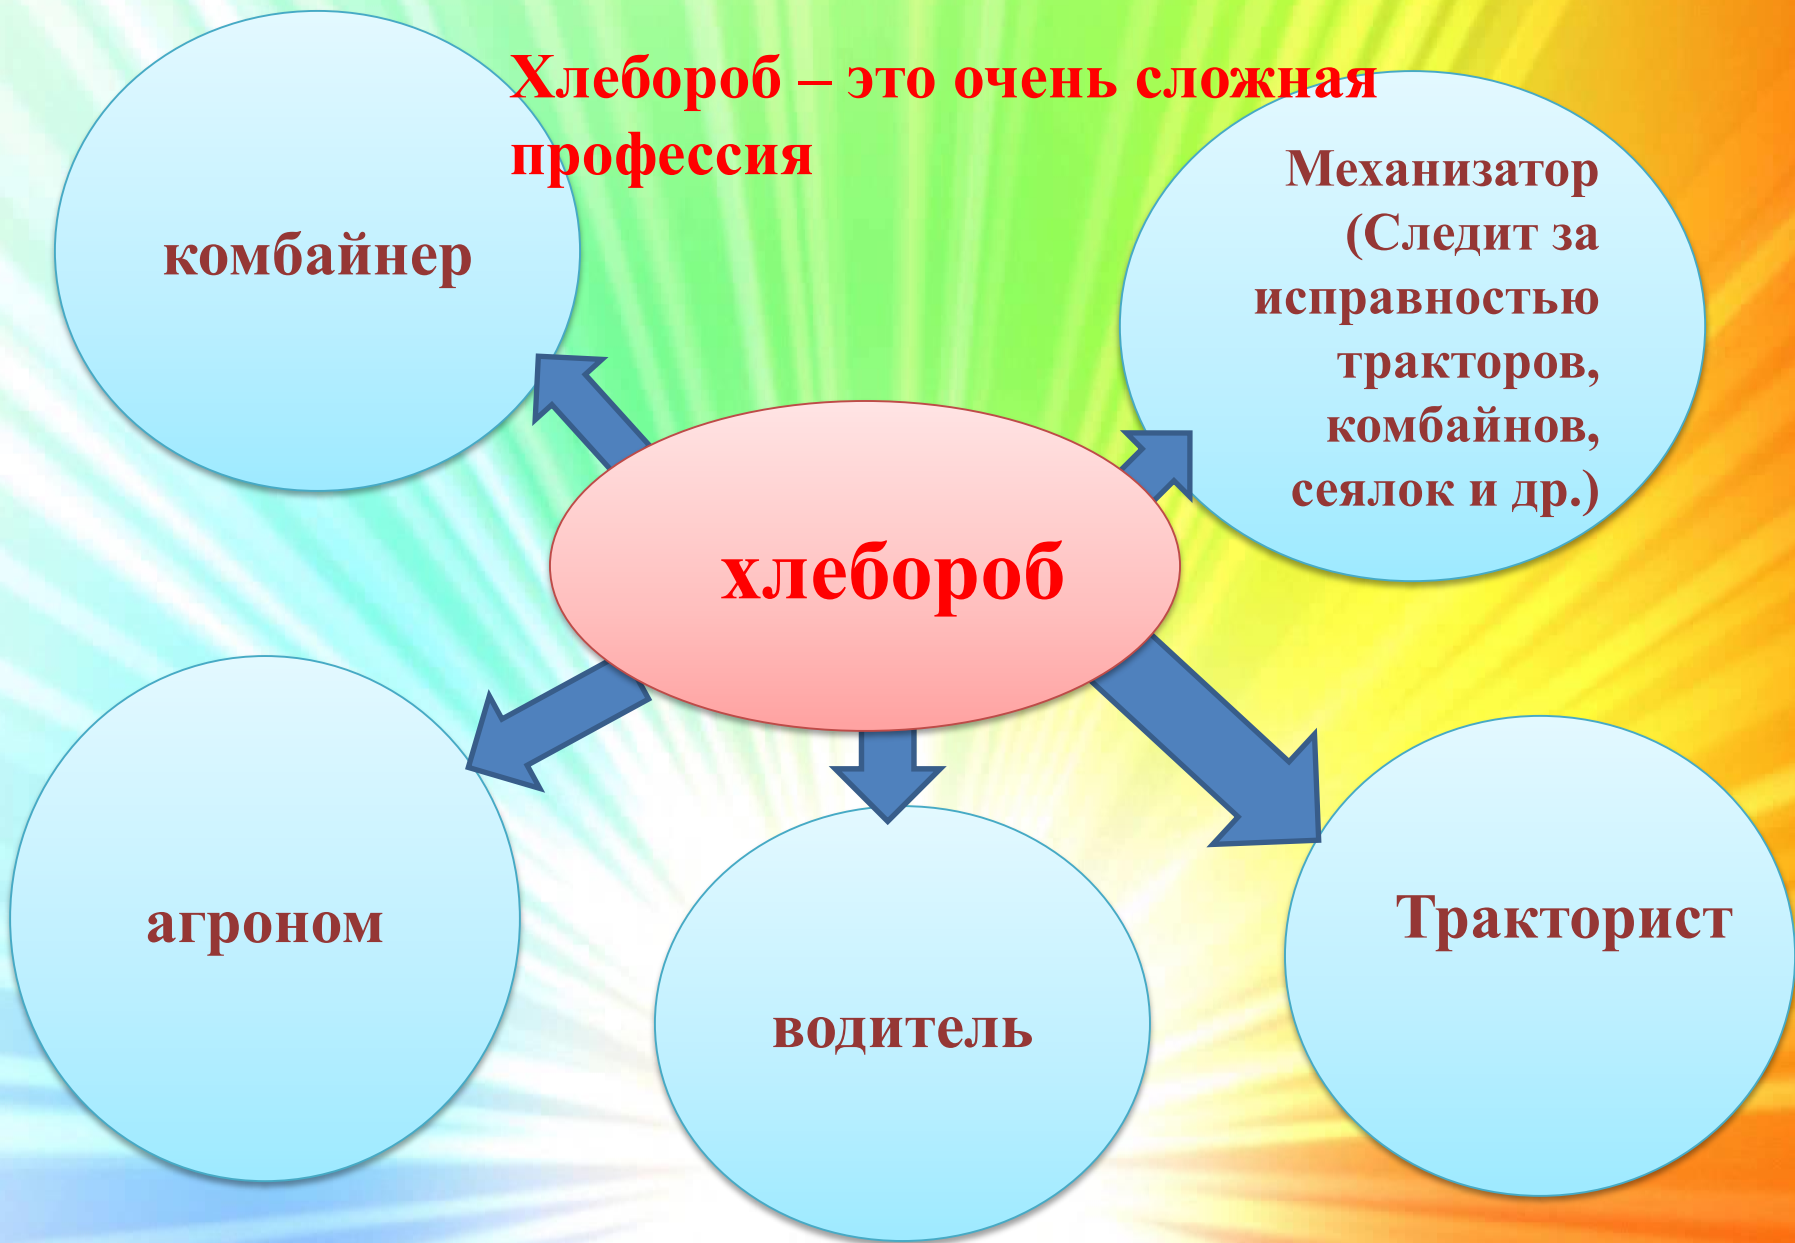 Хлебороб – это очень сложная
профессия
комбайнер
Механизатор
(Следит за
исправностью
тракторов,
комбайнов,
сеялок и др.)
хлебороб
агроном
водитель
Тракторист